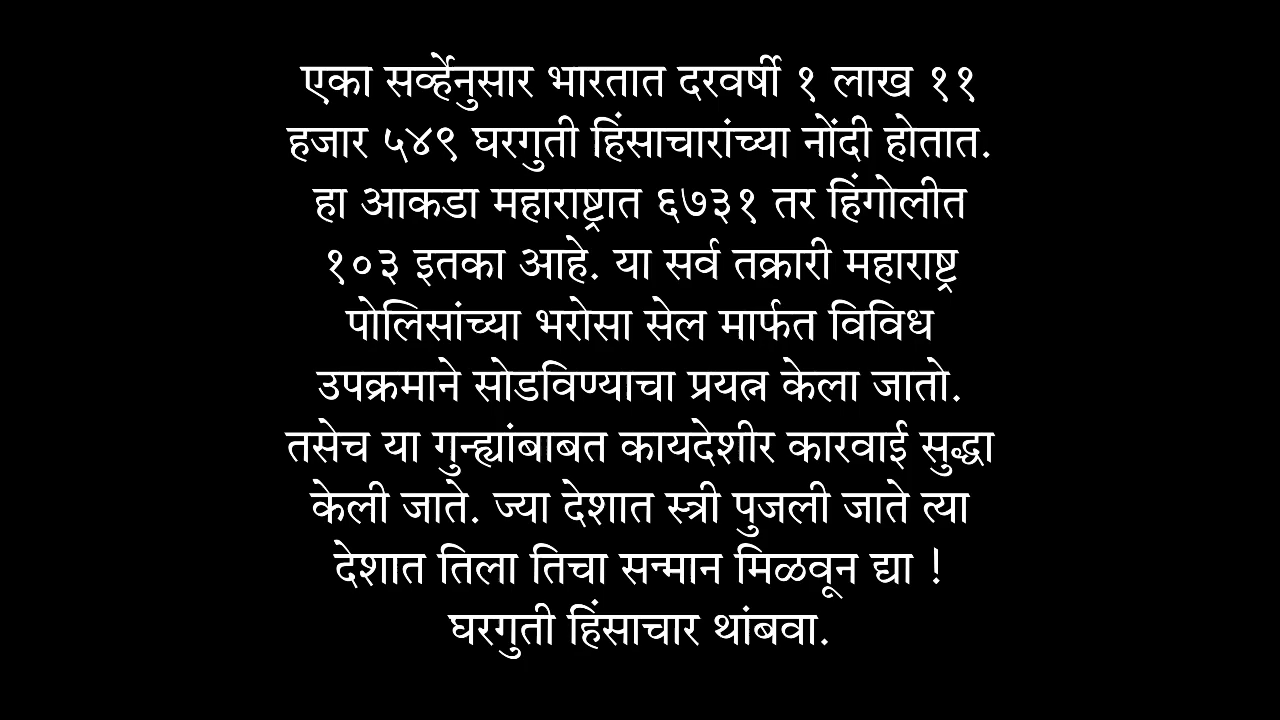 एका सर्व्हेनुसार भारतात दरवर्षी १ लाख ११
हजार ५४९ घरगुती हिंसाचारांच्या नोंदी होतात.
हा आकडा महाराष्ट्रात ६७३१ तर हिंगोलीत
१०३ इतका आहे. या सर्व तक्रारी महाराष्ट्र
पोलिसांच्या भरोसा सेल मार्फत विविध
उपक्रमाने सोडविण्याचा प्रयत्न केला जातो.
तसेच या गुन्ह्यांबाबत कायदेशीर कारवाई सुद्धा
केली जाते. ज्या देशात स्त्री पुजली जाते त्या
देशात तिला तिचा सन्मान मिळवून द्या !
घरगुती हिंसाचार थांबवा.